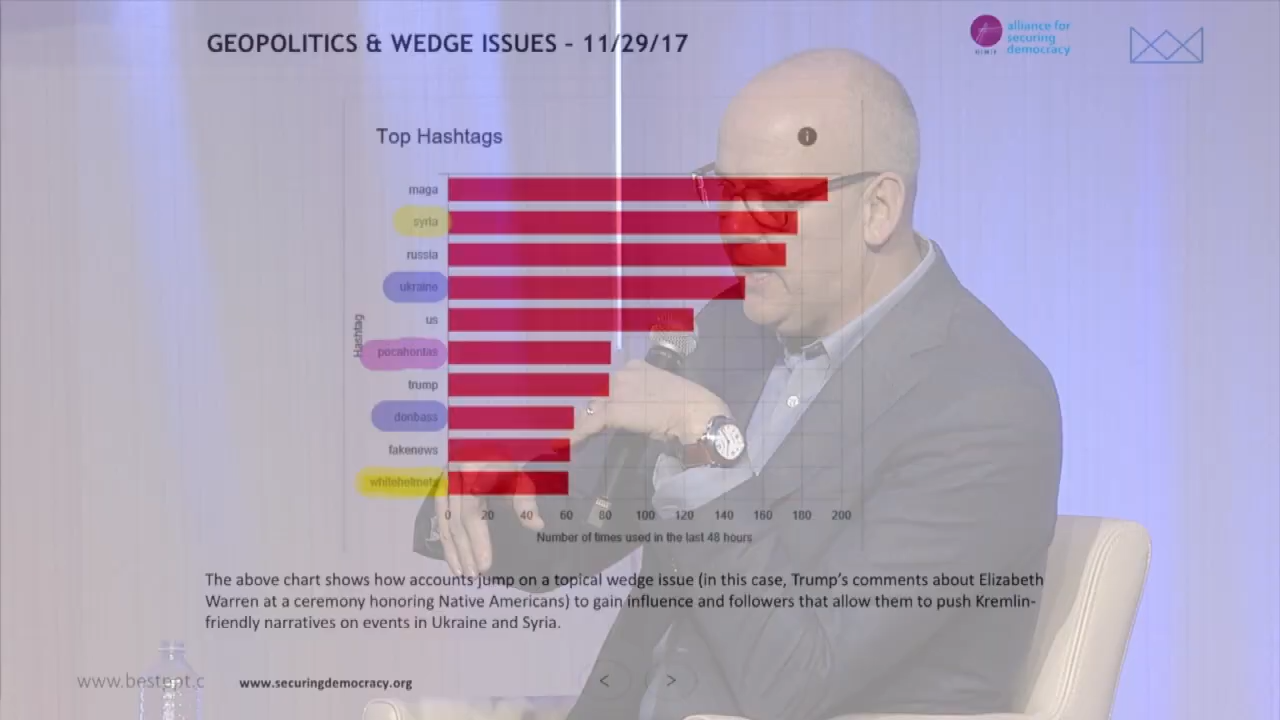 GEOPOLITICS & WEDGE ISSUES – 11/29/17
alliance for
securing
democracy
Top Hashtags
maga
syria
russia
ukraine
us
pocahontas
trump
donbass
fakenews
whitehelmets
Hashtag
0 20 40 60 80 100 120 140 160 180 200
Number of times used in the last 48 hours
The above chart shows how accounts jump on a topical wedge issue (in this case, Trump's comments about Elizabeth
Warren at a ceremony honoring Native Americans) to gain influence and followers that allow them to push Kremlin-
friendly narratives on events in Ukraine and Syria.
www.bestppt.c
www.securingdemocracy.org